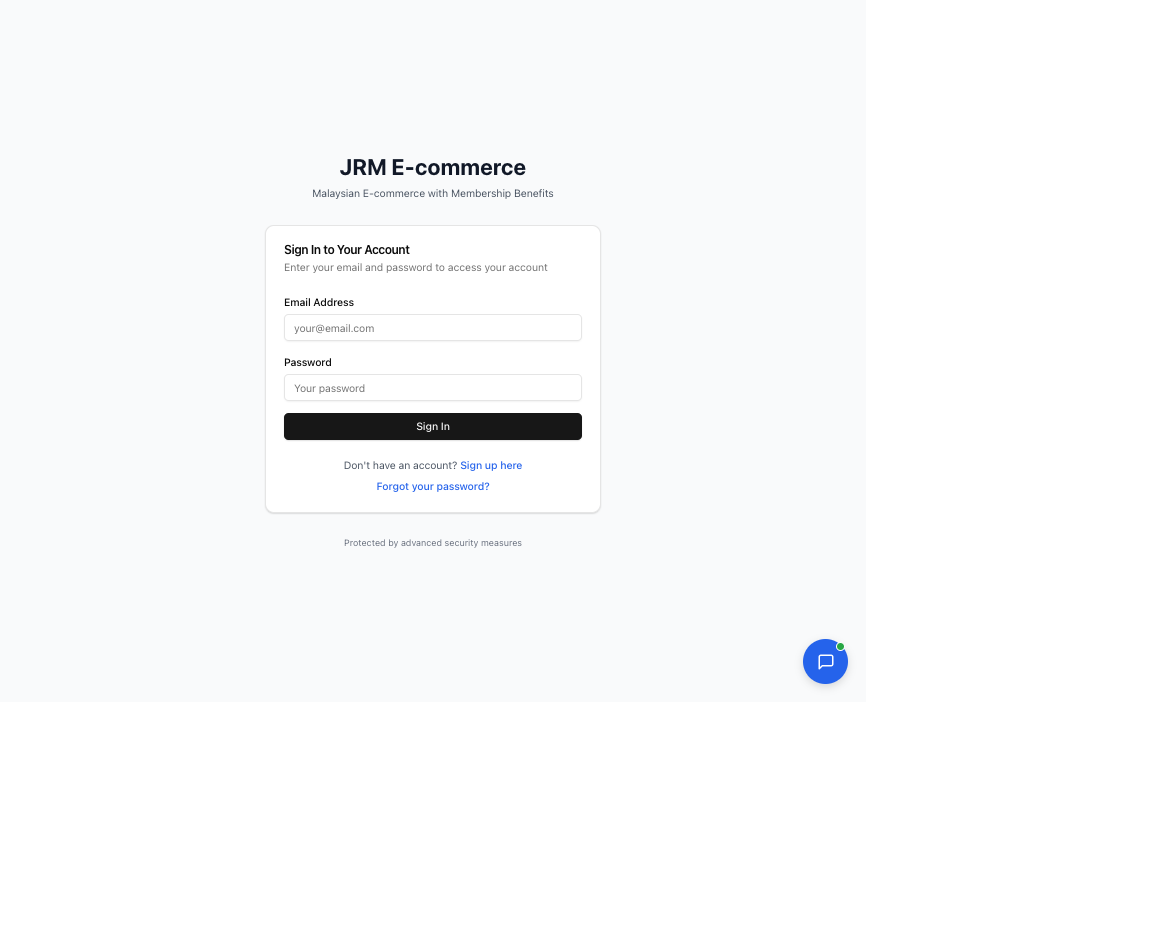 JRM E-commerce
Malaysian E-commerce with Membership Benefits
Sign In to Your Account
Enter your email and password to access your account
Email Address
your@email.com
Password
Your password
Sign In
Don't have an account? Sign up here
Forgot your password?
Protected by advanced security measures